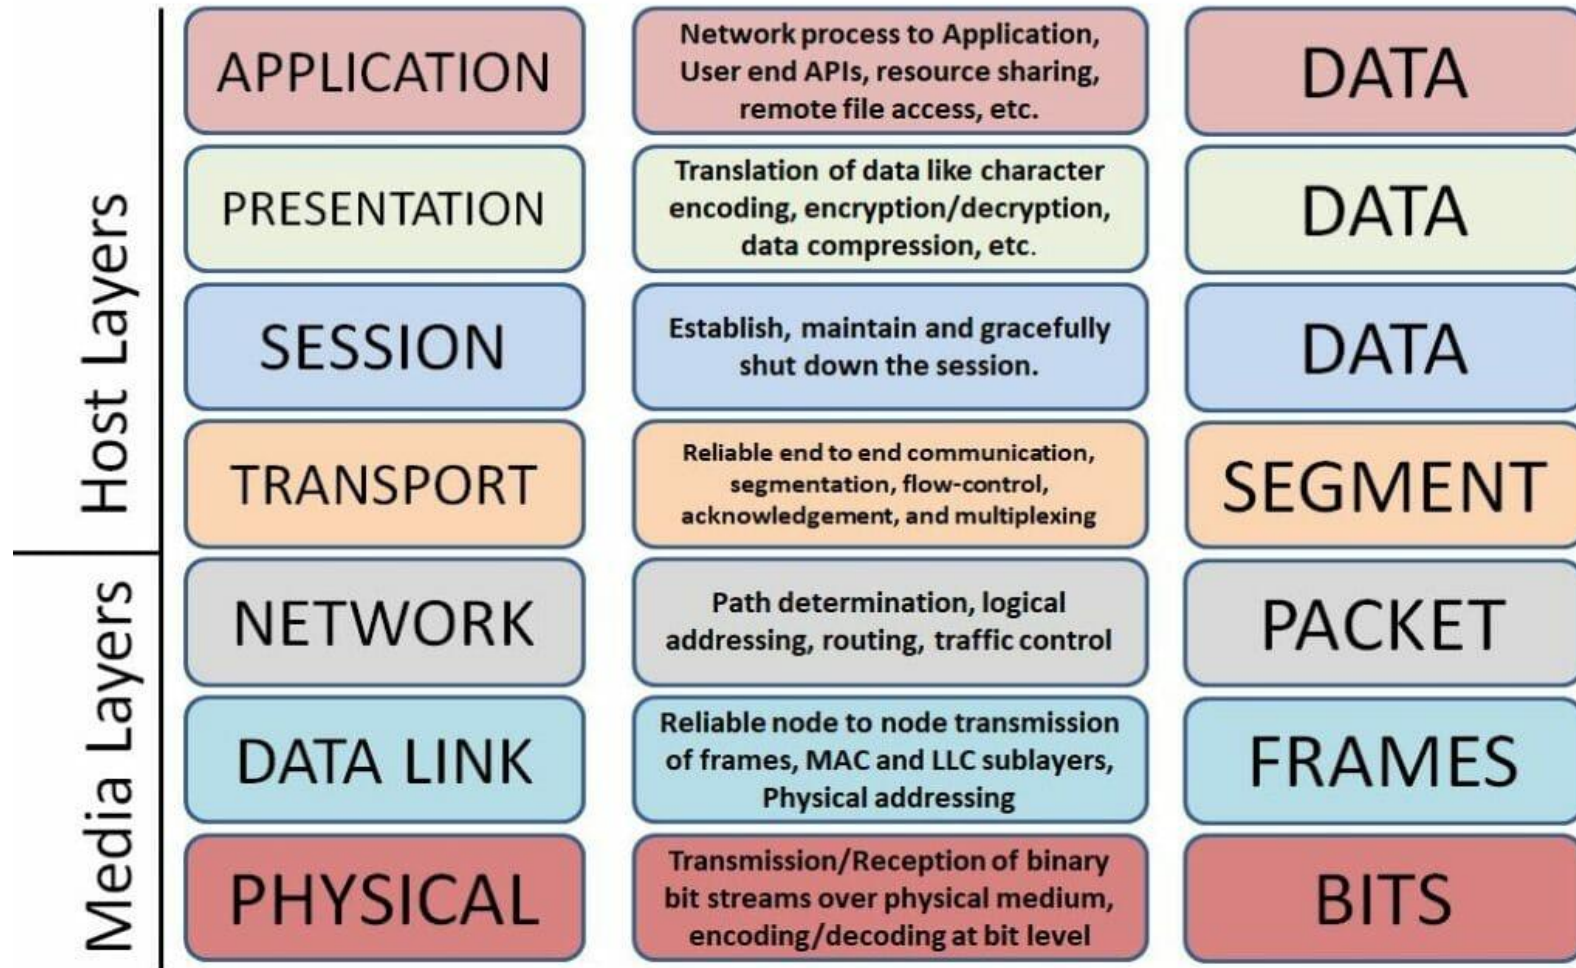 Host Layers
APPLICATION
Network process to Application,
User end APIs, resource sharing,
remote file access, etc.
DATA
PRESENTATION
Translation of data like character
encoding, encryption/decryption,
data compression, etc.
DATA
SESSION
Establish, maintain and gracefully
shut down the session.
DATA
TRANSPORT
Reliable end to end communication,
segmentation, flow-control,
acknowledgement, and multiplexing
SEGMENT
Media Layers
NETWORK
Path determination, logical
addressing, routing, traffic control
PACKET
DATA LINK
Reliable node to node transmission
of frames, MAC and LLC sublayers,
Physical addressing
FRAMES
PHYSICAL
Transmission/Reception of binary
bit streams over physical medium,
encoding/decoding at bit level
BITS